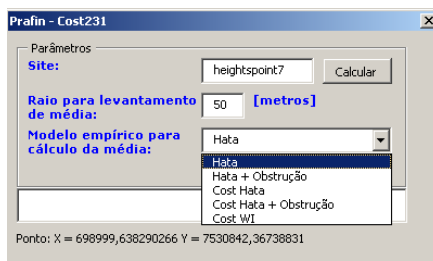 Prafin - Cost231
Parâmetros
Site:
heightspoint7
Calcular
Raio para levantamento
de média:
50
[metros]
Modelo empírico para
cálculo da média:
Hata
Hata
Hata + Obstrução
Cost Hata
Cost Hata + Obstrução
Cost WI
Ponto: X = 698999,638290266 Y = 7530842,36738831